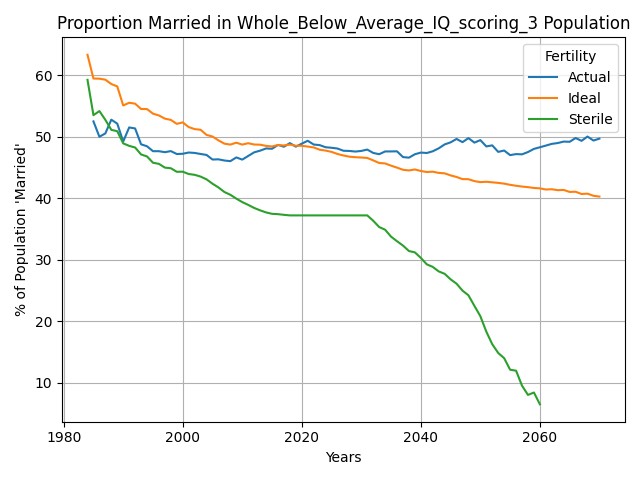 Proportion Married in Whole_Below_Average_IQ_scoring_3 Population
Fertility
Actual
Ideal
Sterile
% of Population 'Married'
60
50
40
30
20
10
1980
2000
2020
2040
2060
Years